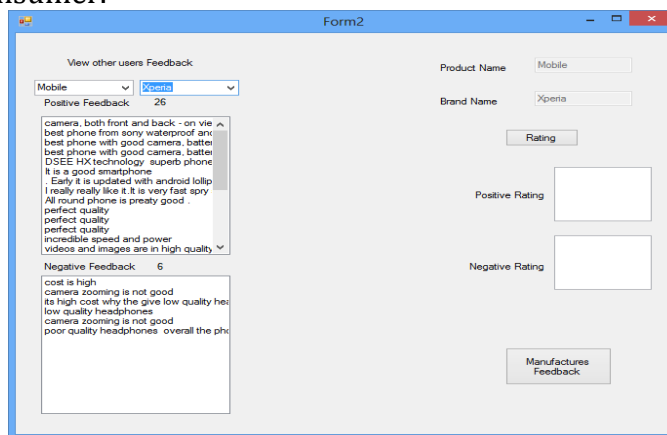 nsumer.
Form2
View other users Feedback
Mobile Xperia
Positive Feedback 26
camera, both front and back - on vie
best phone from sony waterproof and
best phone with good camera, batter
best phone with good camera, batter
DSEE HX technology superb phone
It is a good smartphone
. Early it is updated with android lollip
I really really like it.It is very fast spry
All round phone is preaty good .
perfect quality
perfect quality
perfect quality
incredible speed and power
videos and images are in high quality
Negative Feedback 6
cost is high
camera zooming is not good
its high cost why the give low quality hea
low quality headphones
camera zooming is not good
poor quality headphones overall the pho
Product Name Mobile
Brand Name Xperia
Rating
Positive Rating
Negative Rating
Manufactures
Feedback